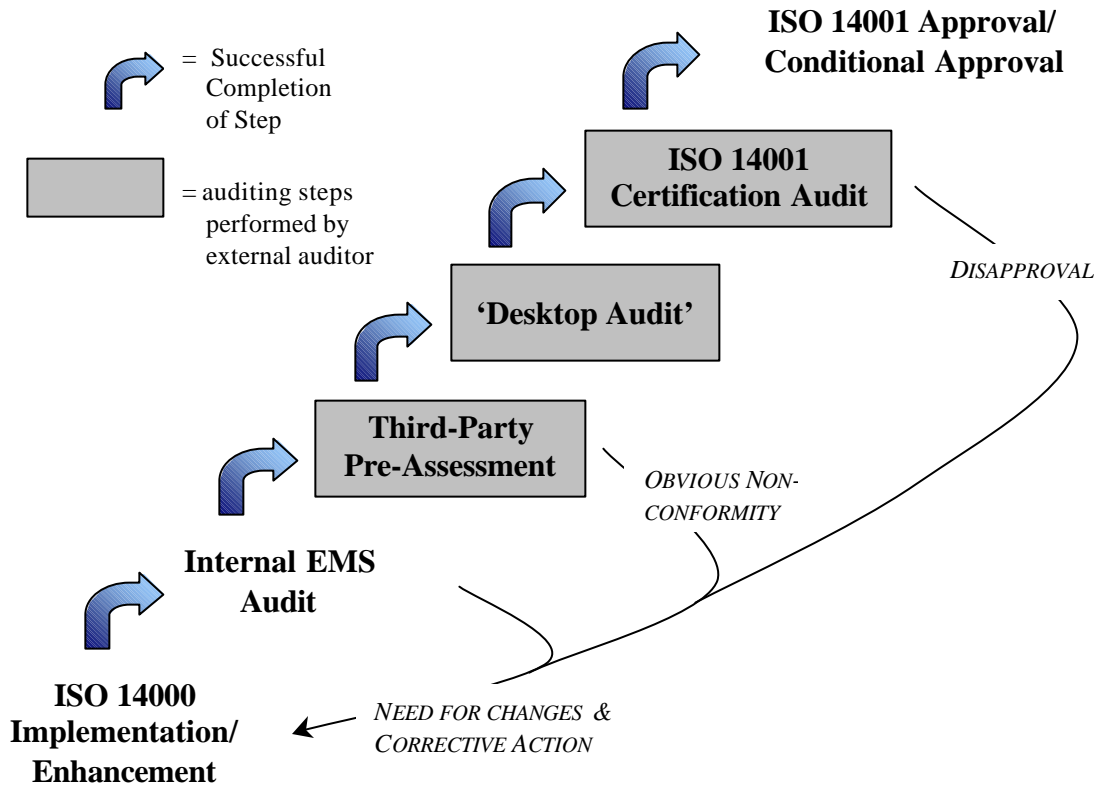 = Successful
Completion
of Step
= auditing steps
performed by
external auditor
ISO 14001 Approval/
Conditional Approval
ISO 14001
Certification Audit
DISAPPROVAL
‘Desktop Audit’
Third-Party
Pre-Assessment
OBVIOUS NON-
CONFORMITY
Internal EMS
Audit
ISO 14000
Implementation/
Enhancement
NEED FOR CHANGES &
CORRECTIVE ACTION